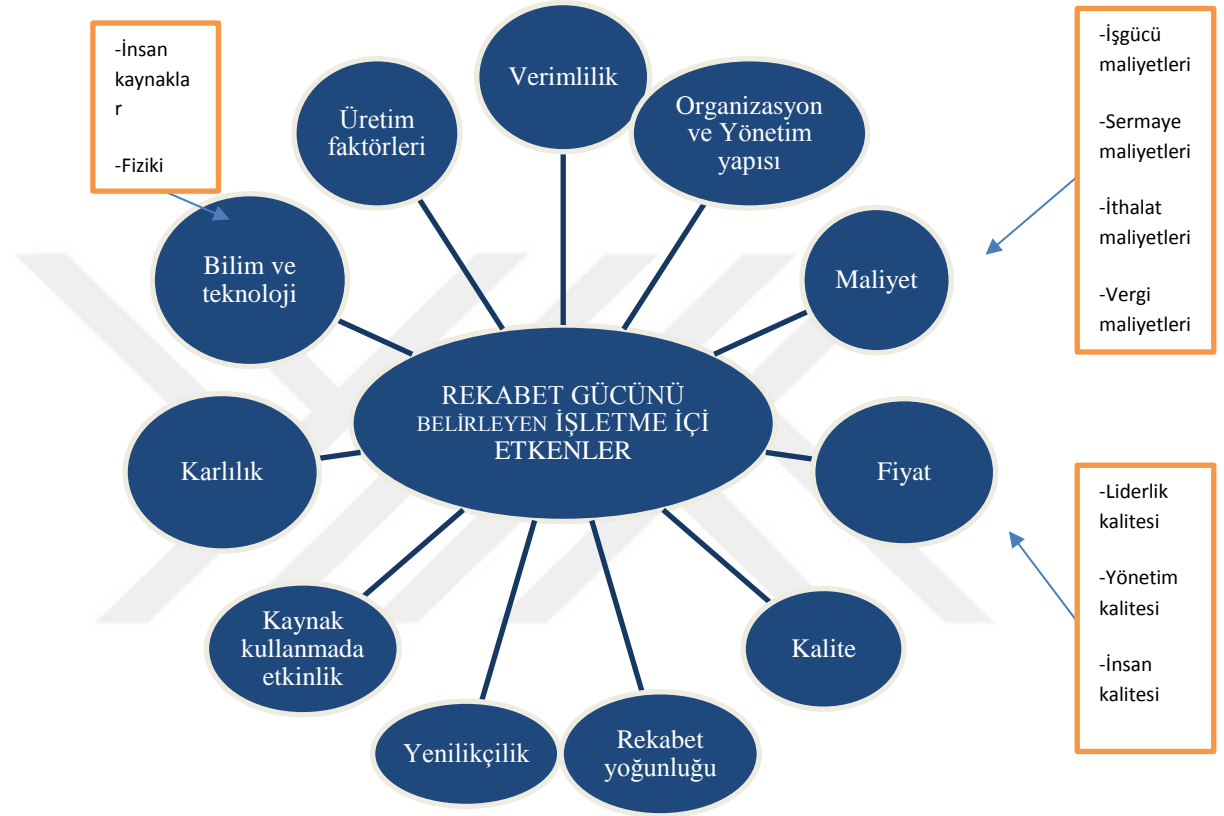 -İnsan
kaynakla
r
-Fiziki
Verimlilik
Organizasyon
ve Yönetim
yapısı
-İşgücü
maliyetleri
-Sermaye
maliyetleri
-İthalat
maliyetleri
-Vergi
maliyetleri
Üretim
faktörleri
Bilim ve
teknoloji
Maliyet
REKABET GÜCÜNÜ
BELİRLEYEN İŞLETME İÇİ
ETKENLER
Karlılık
Fiyat
-Liderlik
kalitesi
-Yönetim
kalitesi
-İnsan
kalitesi
Kaynak
kullanmada
etkinlik
Kalite
Yenilikçilik
Rekabet
yoğunluğu